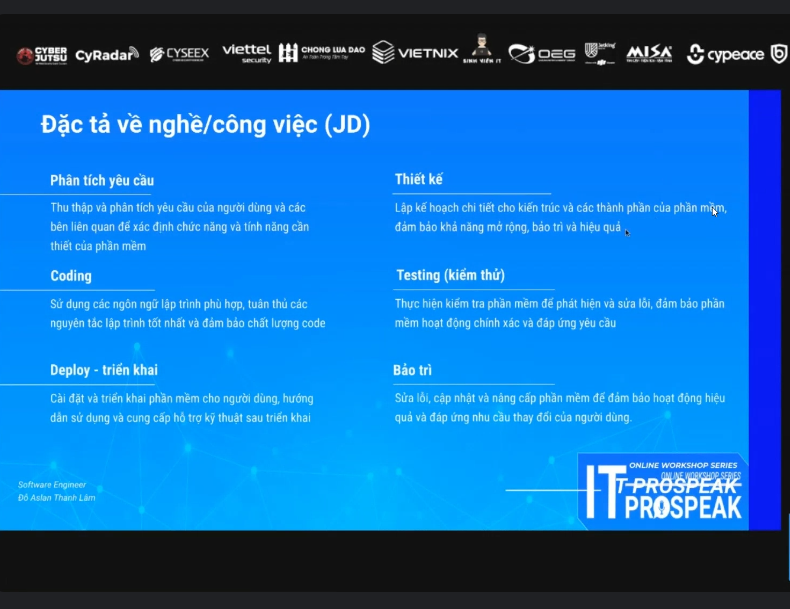 CYBER JUTSU
CyRadar
CYSEEX
viettel security
CHONG LUA DAO
VIETNIX
SINH VIÊN IT
OEG
MISA
cypeace
Đặc tả về nghề/công việc (JD)
Phân tích yêu cầu
Thu thập và phân tích yêu cầu của người dùng và các
bên liên quan để xác định chức năng và tính năng cần
thiết của phần mềm
Thiết kế
Lập kế hoạch chi tiết cho kiến trúc và các thành phần của phần mềm,
đảm bảo khả năng mở rộng, bảo trì và hiệu quả
Coding
Sử dụng các ngôn ngữ lập trình phù hợp, tuân thủ các
nguyên tắc lập trình tốt nhất và đảm bảo chất lượng code
Testing (kiểm thử)
Thực hiện kiểm tra phần mềm để phát hiện và sửa lỗi, đảm bảo phần
mềm hoạt động chính xác và đáp ứng yêu cầu
Deploy - triển khai
Cài đặt và triển khai phần mềm cho người dùng, hướng
dẫn sử dụng và cung cấp hỗ trợ kỹ thuật sau triển khai
Bảo trì
Sửa lỗi, cập nhật và nâng cấp phần mềm để đảm bảo hoạt động hiệu
quả và đáp ứng nhu cầu thay đổi của người dùng.
Software Engineer
Đỗ Aslan Thanh Lâm
ONLINE WORKSHOP SERIES
ONLINE WORKSHOP SERIES
IT PROSPEAK
IT PROSPEAK